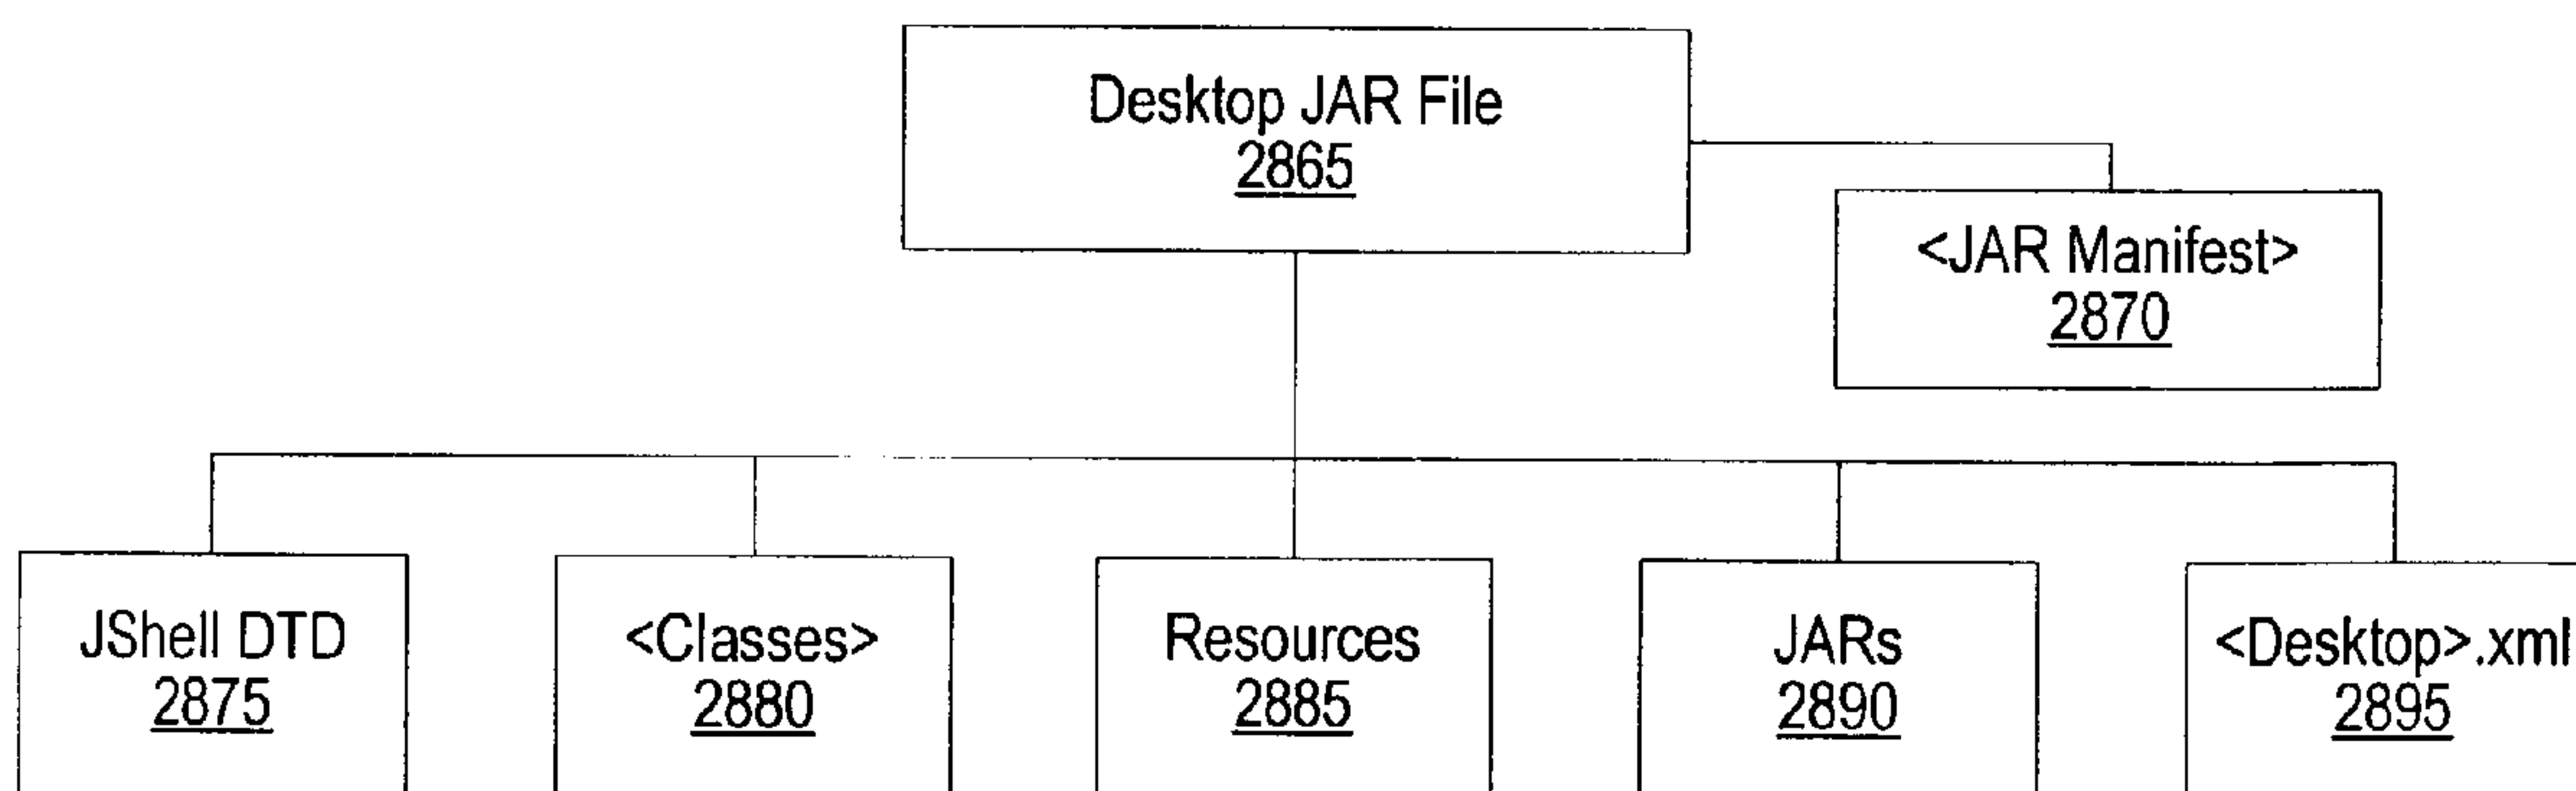 Desktop JAR File
2865
<JAR Manifest>
2870
JShell DTD
2875
<Classes>
2880
Resources
2885
JARs
2890
<Desktop>.xml
2895